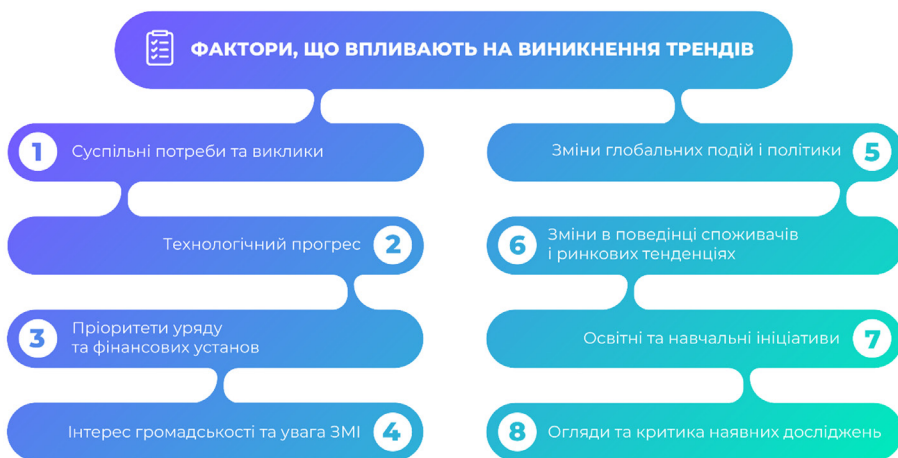 ФАКТОРИ, ЩО ВПЛИВАЮТЬ НА ВИНИКНЕННЯ ТРЕНДІВ
1 Суспільні потреби та виклики
Технологічний прогрес 2
3 Пріоритети уряду
та фінансових установ
Інтерес громадськості та увага ЗМІ 4
Зміни глобальних подій і політики 5
6 Зміни в поведінці споживачів
і ринкових тенденціях
Освітні та навчальні ініціативи 7
8 Огляди та критика наявних досліджень